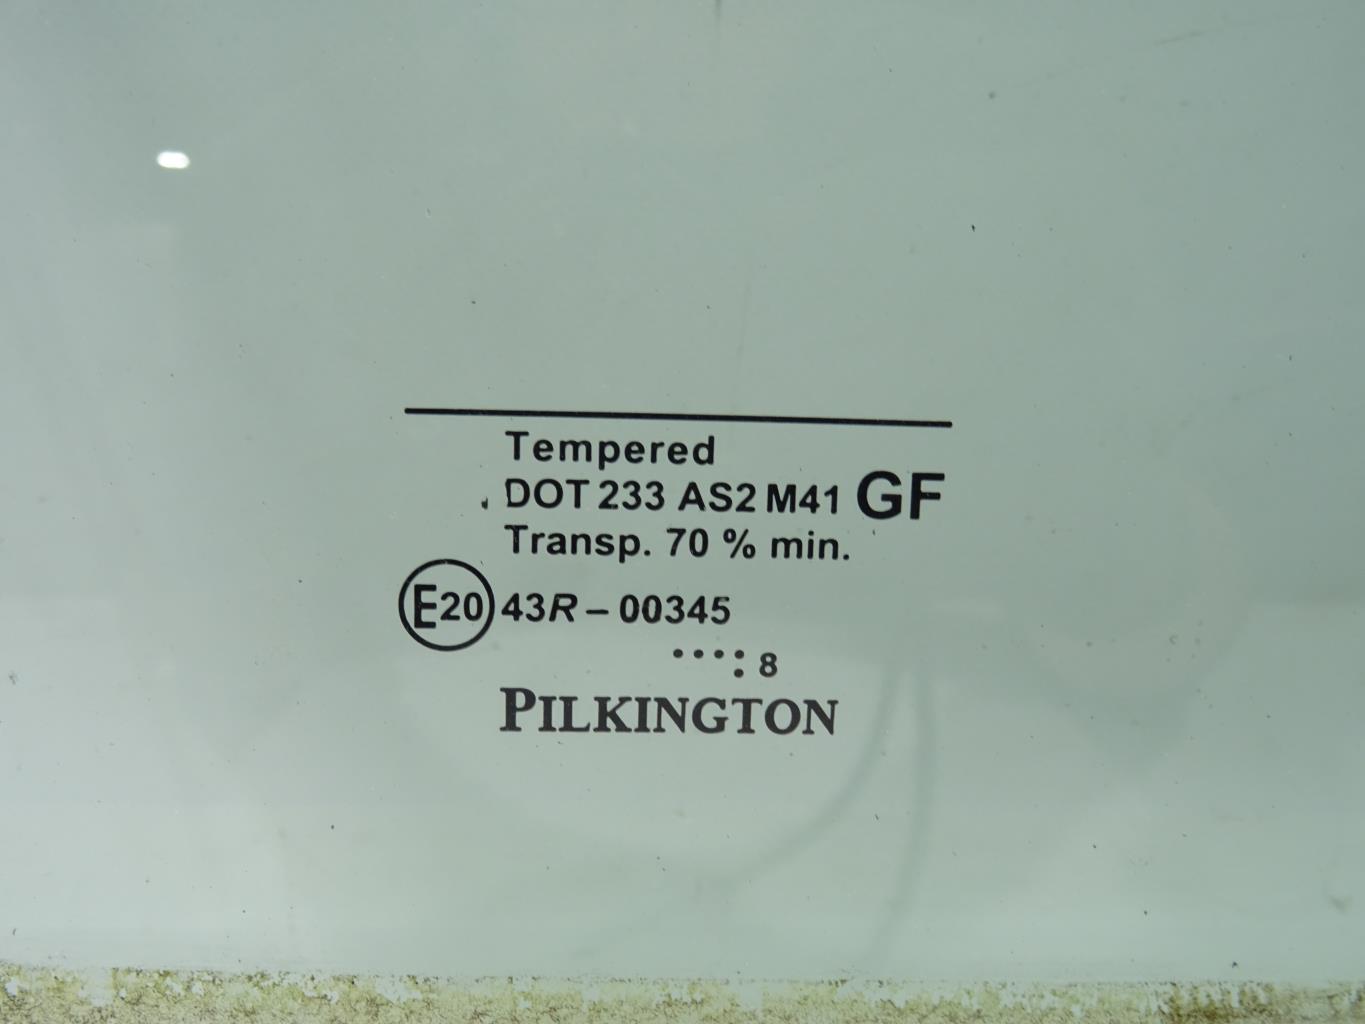 Tempered
DOT 233 AS2 M41 GF
Transp. 70 % min.
E20 43R – 00345
....: 8
PILKINGTON